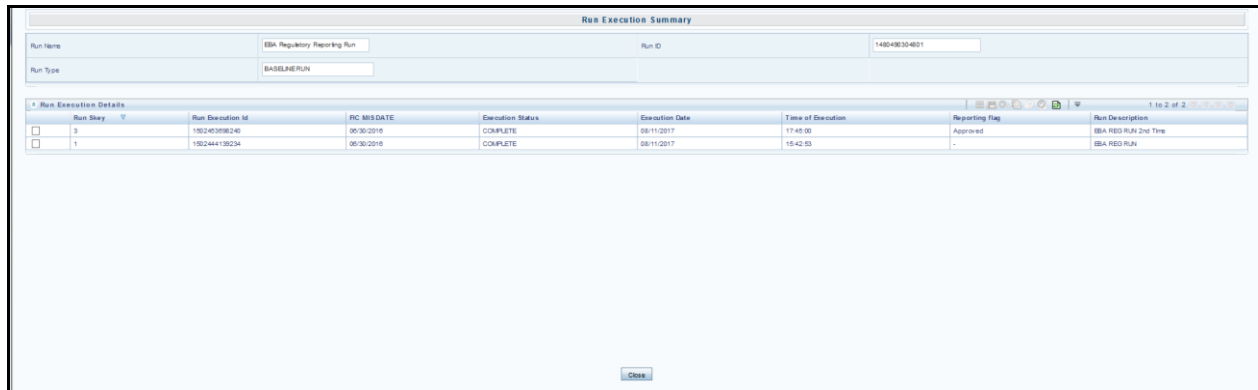 Run Execution Summary
Run Name EBA Regulatory Reporting Run Run ID 1480490304801
Run Type BASELINERUN
Run Execution Details 1 to 2 of 2
Run Skey Run Execution Id FIC MISDATE Execution Status Execution Date Time of Execution Reporting flag Run Description
3 1502453698240 06/30/2016 COMPLETE 08/11/2017 17:45:00 Approved EBA REG RUN 2nd Time
1 1502444139234 06/30/2016 COMPLETE 08/11/2017 15:42:53 - EBA REG RUN
Close